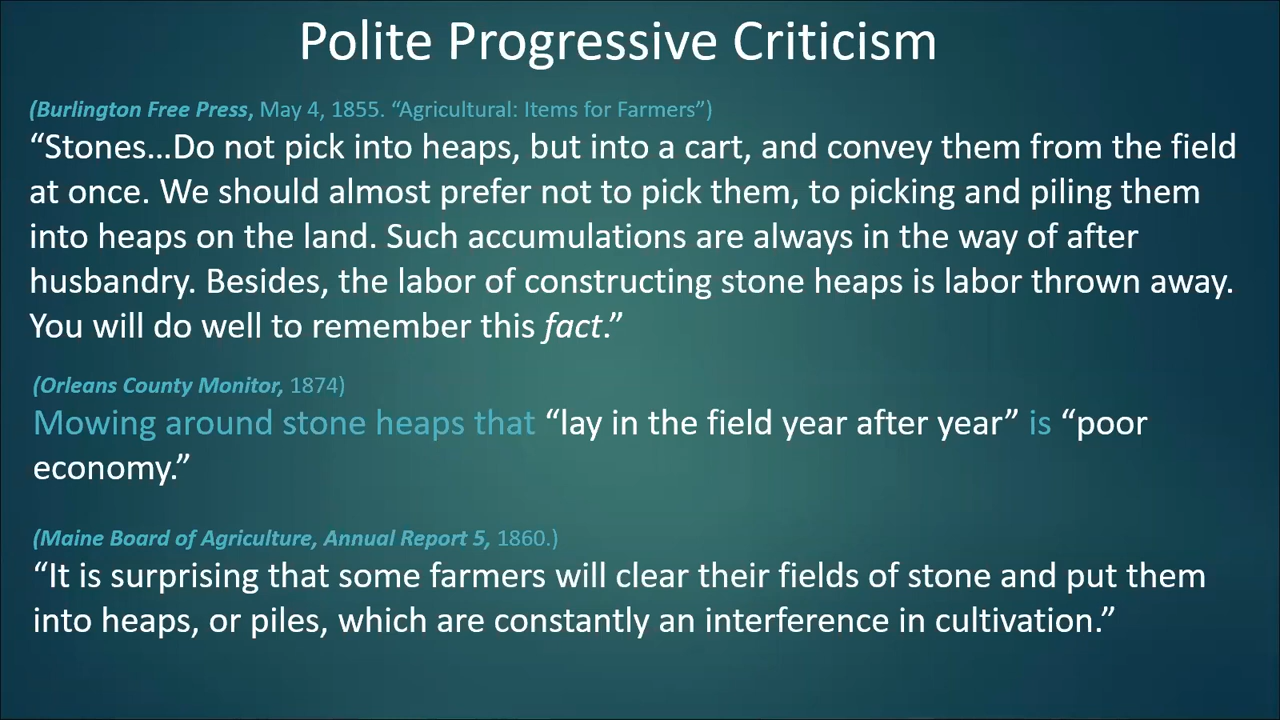 Polite Progressive Criticism
(Burlington Free Press, May 4, 1855. “Agricultural: Items for Farmers”)
“Stones…Do not pick into heaps, but into a cart, and convey them from the field
at once. We should almost prefer not to pick them, to picking and piling them
into heaps on the land. Such accumulations are always in the way of after
husbandry. Besides, the labor of constructing stone heaps is labor thrown away.
You will do well to remember this fact.”
(Orleans County Monitor, 1874)
Mowing around stone heaps that “lay in the field year after year” is “poor
economy.”
(Maine Board of Agriculture, Annual Report 5, 1860.)
“It is surprising that some farmers will clear their fields of stone and put them
into heaps, or piles, which are constantly an interference in cultivation.”